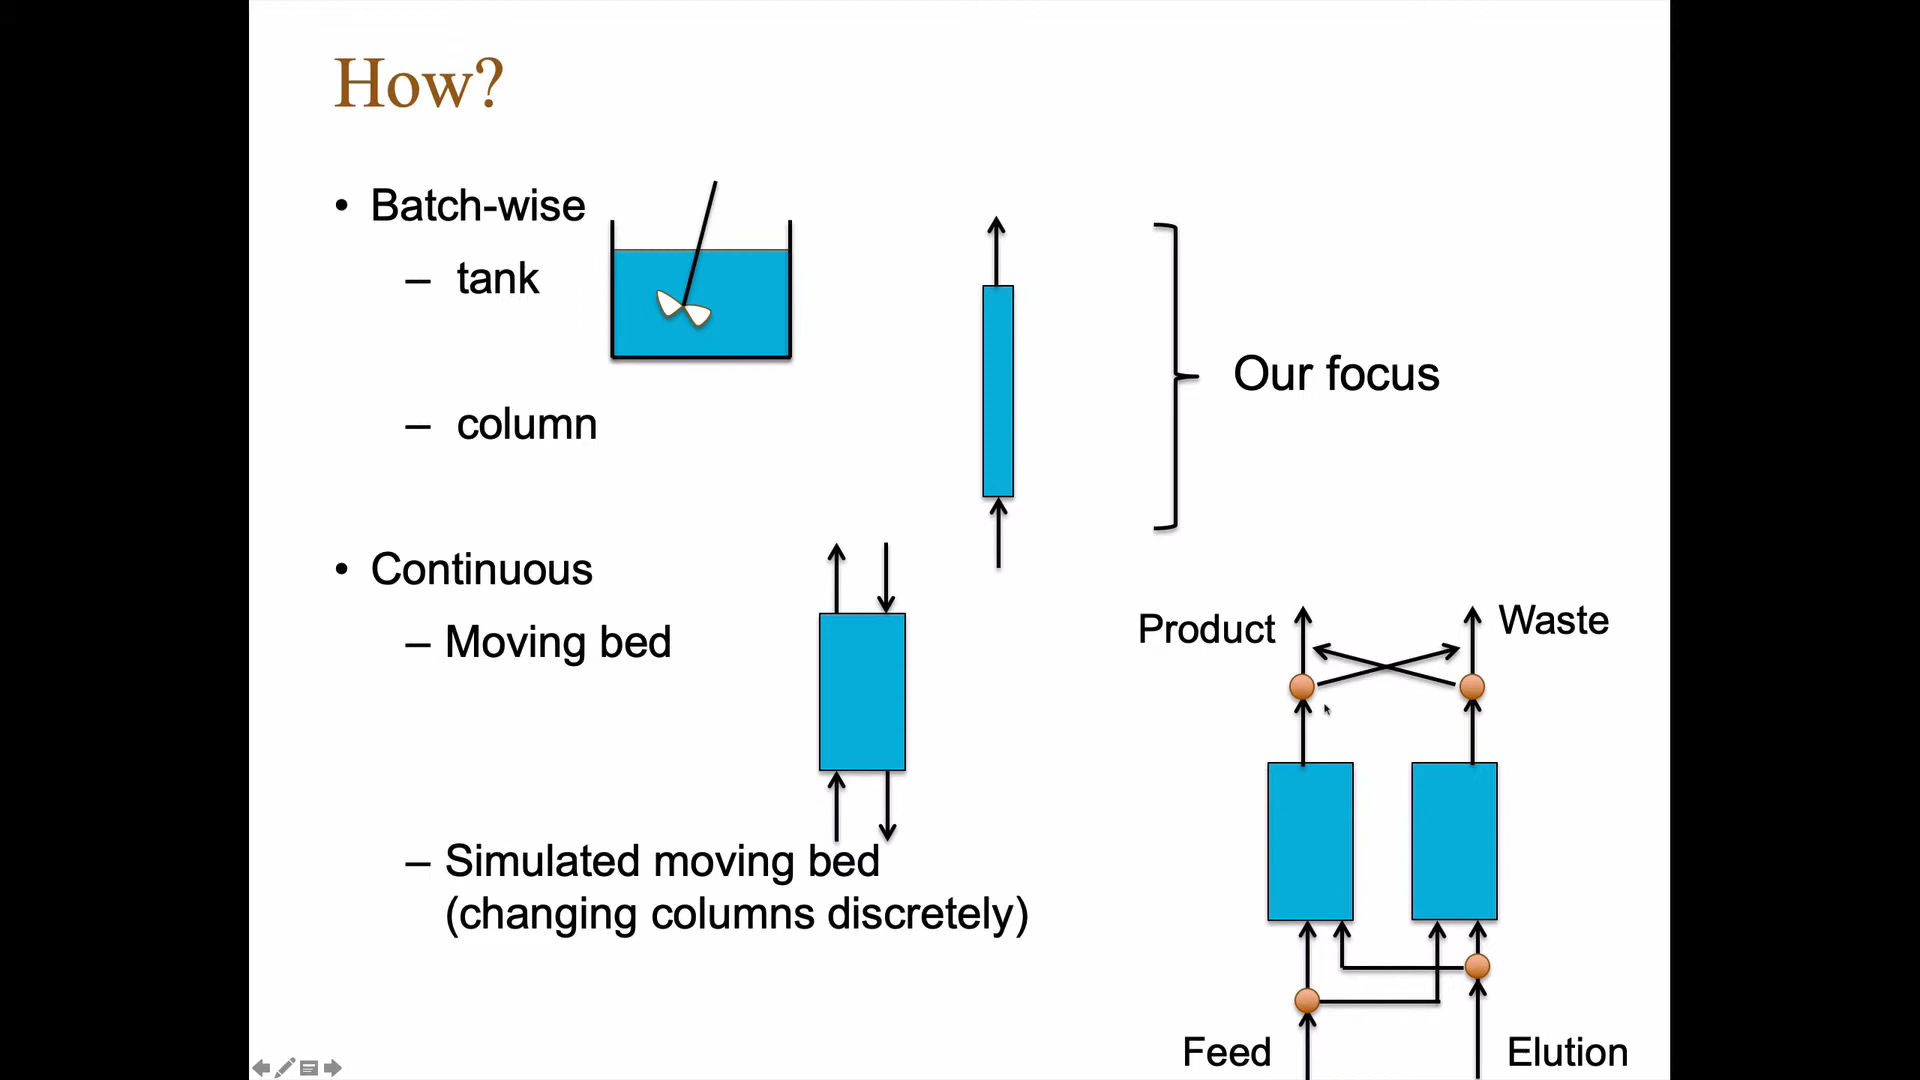 How?
• Batch-wise
– tank
– column
Our focus
• Continuous
– Moving bed
– Simulated moving bed
(changing columns discretely)
Product
Waste
Feed
Elution